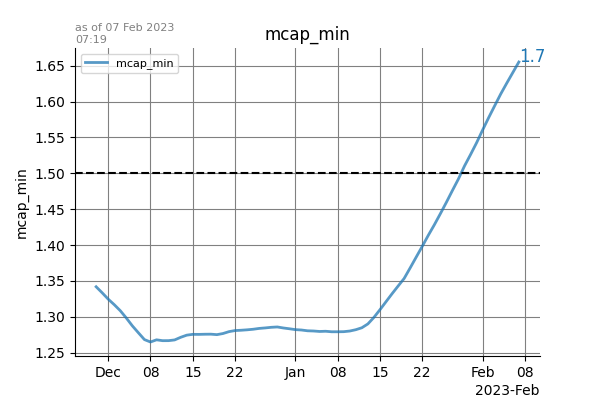 as of 07 Feb 2023
07:19
mcap_min
1.7
mcap_min
1.65
1.60
1.55
1.50
1.45
1.40
1.35
1.30
1.25
mcap_min
Dec 08 15 22 Jan 08 15 22 Feb 08
2023-Feb